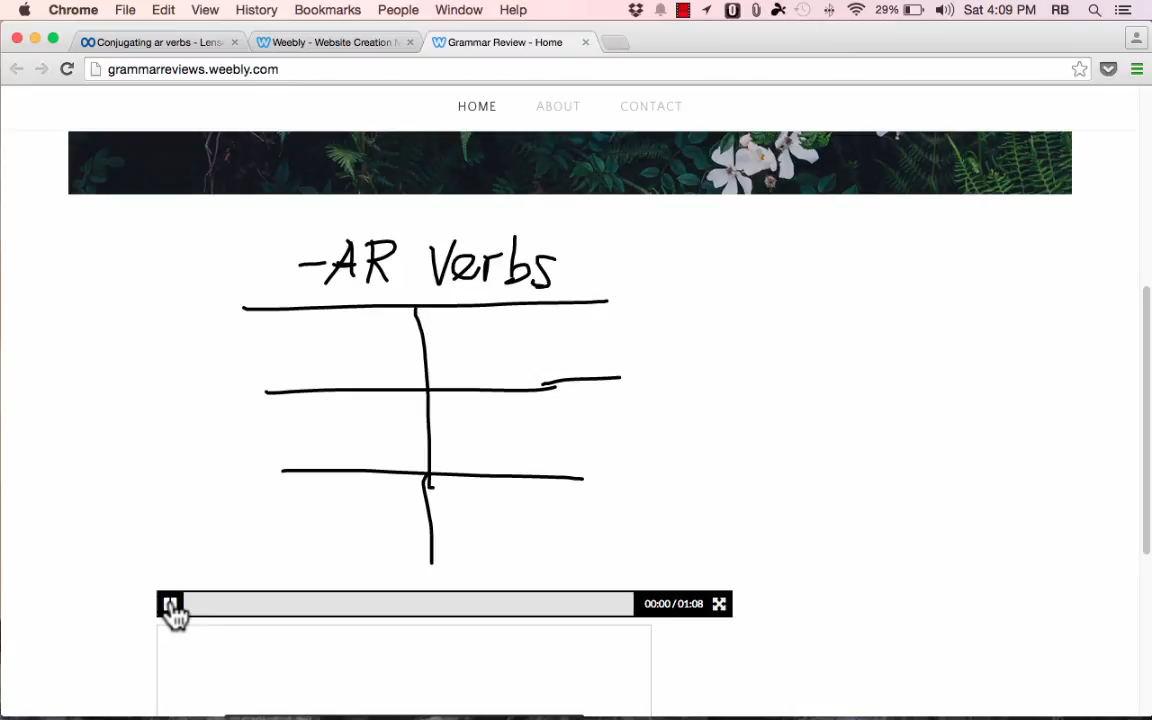 Chrome File Edit View History Bookmarks People Window Help 29% Sat 4:09 PM RB
Conjugating ar verbs - Lens Weebly - Website Creation M Grammar Review - Home
grammarreviews.weebly.com
HOME ABOUT CONTACT
-AR Verbs
00:00 / 01:08